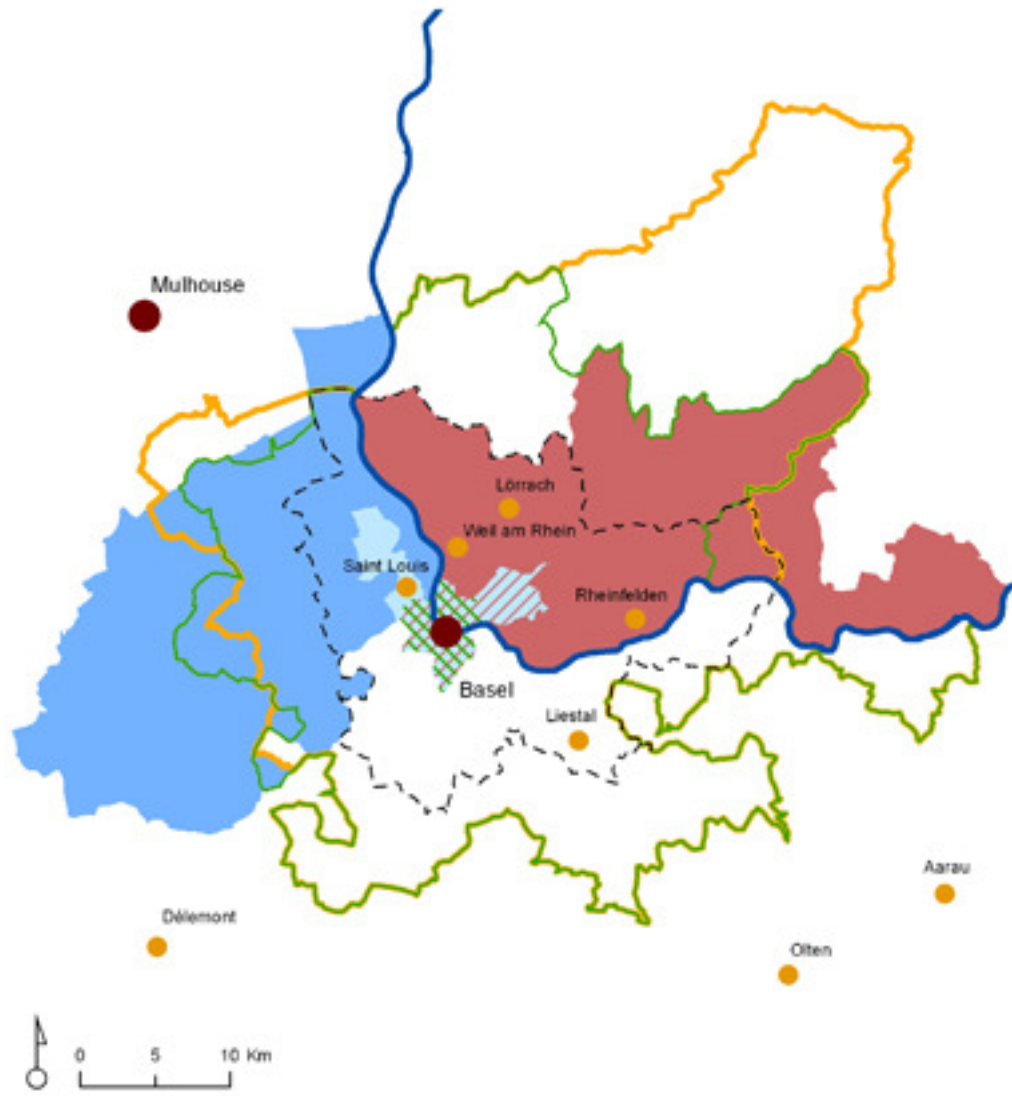 Mulhouse
Lörrach
Weil am Rhein
Saint Louis
Rheinfelden
Basel
Liestal
Aarau
Délemont
Olten
0 5 10 Km